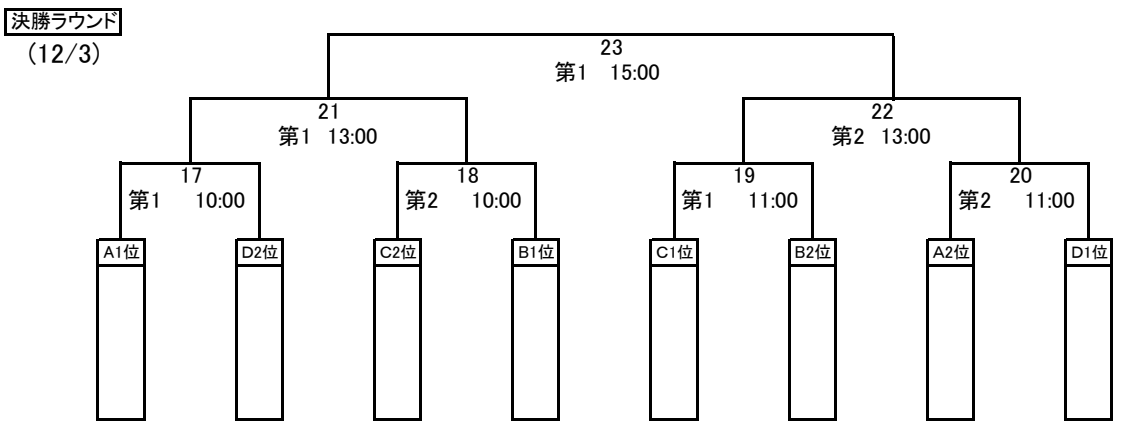 決勝ラウンド
(12/3)
23
第1 15:00
21
第1 13:00
22
第2 13:00
17
第1 10:00
18
第2 10:00
19
第1 11:00
20
第2 11:00
A1位 D2位 C2位 B1位 C1位 B2位 A2位 D1位